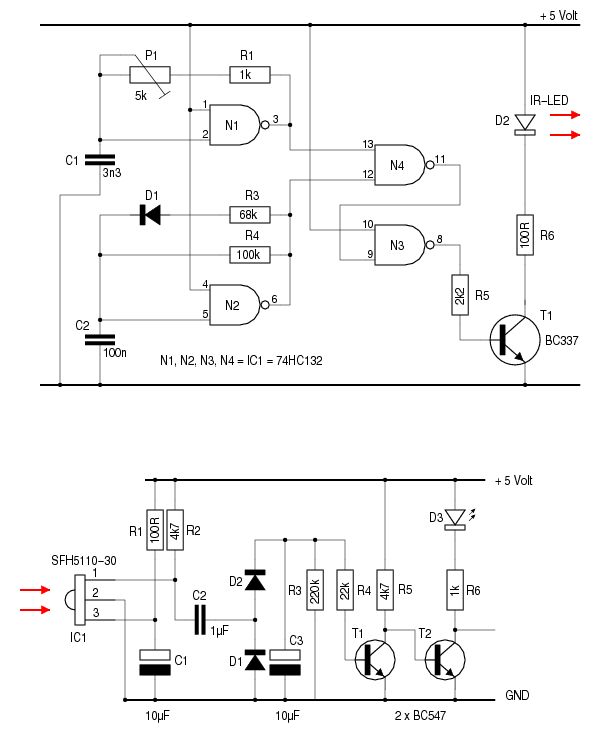 + 5 Volt
P1
R1
1k
5k
1
2
N1
3
IR-LED
D2
C1
3n3
13
12
N4
11
D1
R3
68k
R4
100k
10
9
N3
8
100R
R6
4
5
N2
6
2k2
R5
T1
BC337
C2
100n
N1, N2, N3, N4 = IC1 = 74HC132
+ 5 Volt
R1
100R
4k7
R2
D3
SFH5110-30
1
2
3
IC1
C2
1µF
D2
R3
220k
22k
R4
4k7
R5
1k
R6
T1
T2
C1
D1
C3
GND
10µF
10µF
2 x BC547